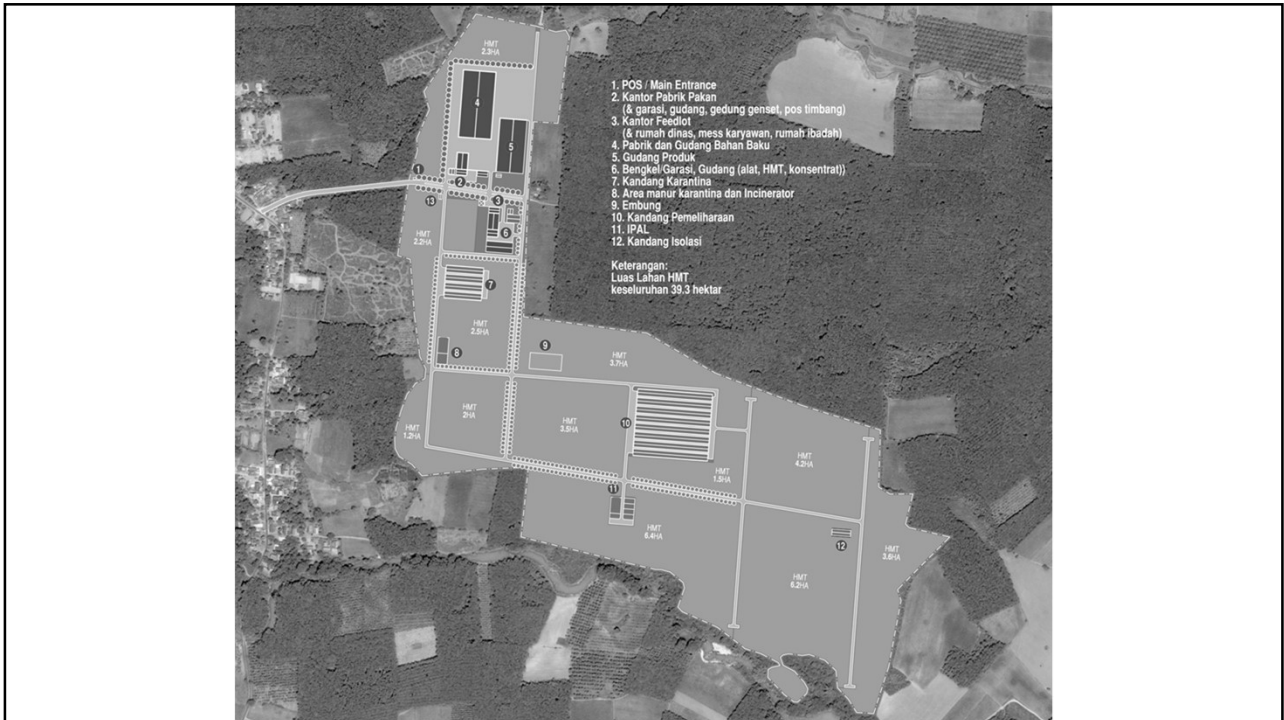 HMT
2.3HA
4
5
1
2
13
3
6
HMT
2.2HA
7
HMT
2.5HA
8
9
HMT
3.7HA
HMT
1.2HA
HMT
2HA
HMT
3.5HA
10
HMT
1.5HA
HMT
4.2HA
11
HMT
6.4HA
12
HMT
6.2HA
HMT
3.6HA
1. POS / Main Entrance
2. Kantor Pabrik Pakan
(& garasi, gudang, gedung genset, pos timbang)
3. Kantor Feedlot
(& rumah dinas, mess karyawan, rumah ibadah)
4. Pabrik dan Gudang Bahan Baku
5. Gudang Produk
6. Bengkel/Garasi, Gudang (alat, HMT, konsentrat))
7. Kandang Karantina
8. Area manur karantina dan Incinerator
9. Embung
10. Kandang Pemeliharaan
11. IPAL
12. Kandang Isolasi
Keterangan:
Luas Lahan HMT
keseluruhan 39.3 hektar